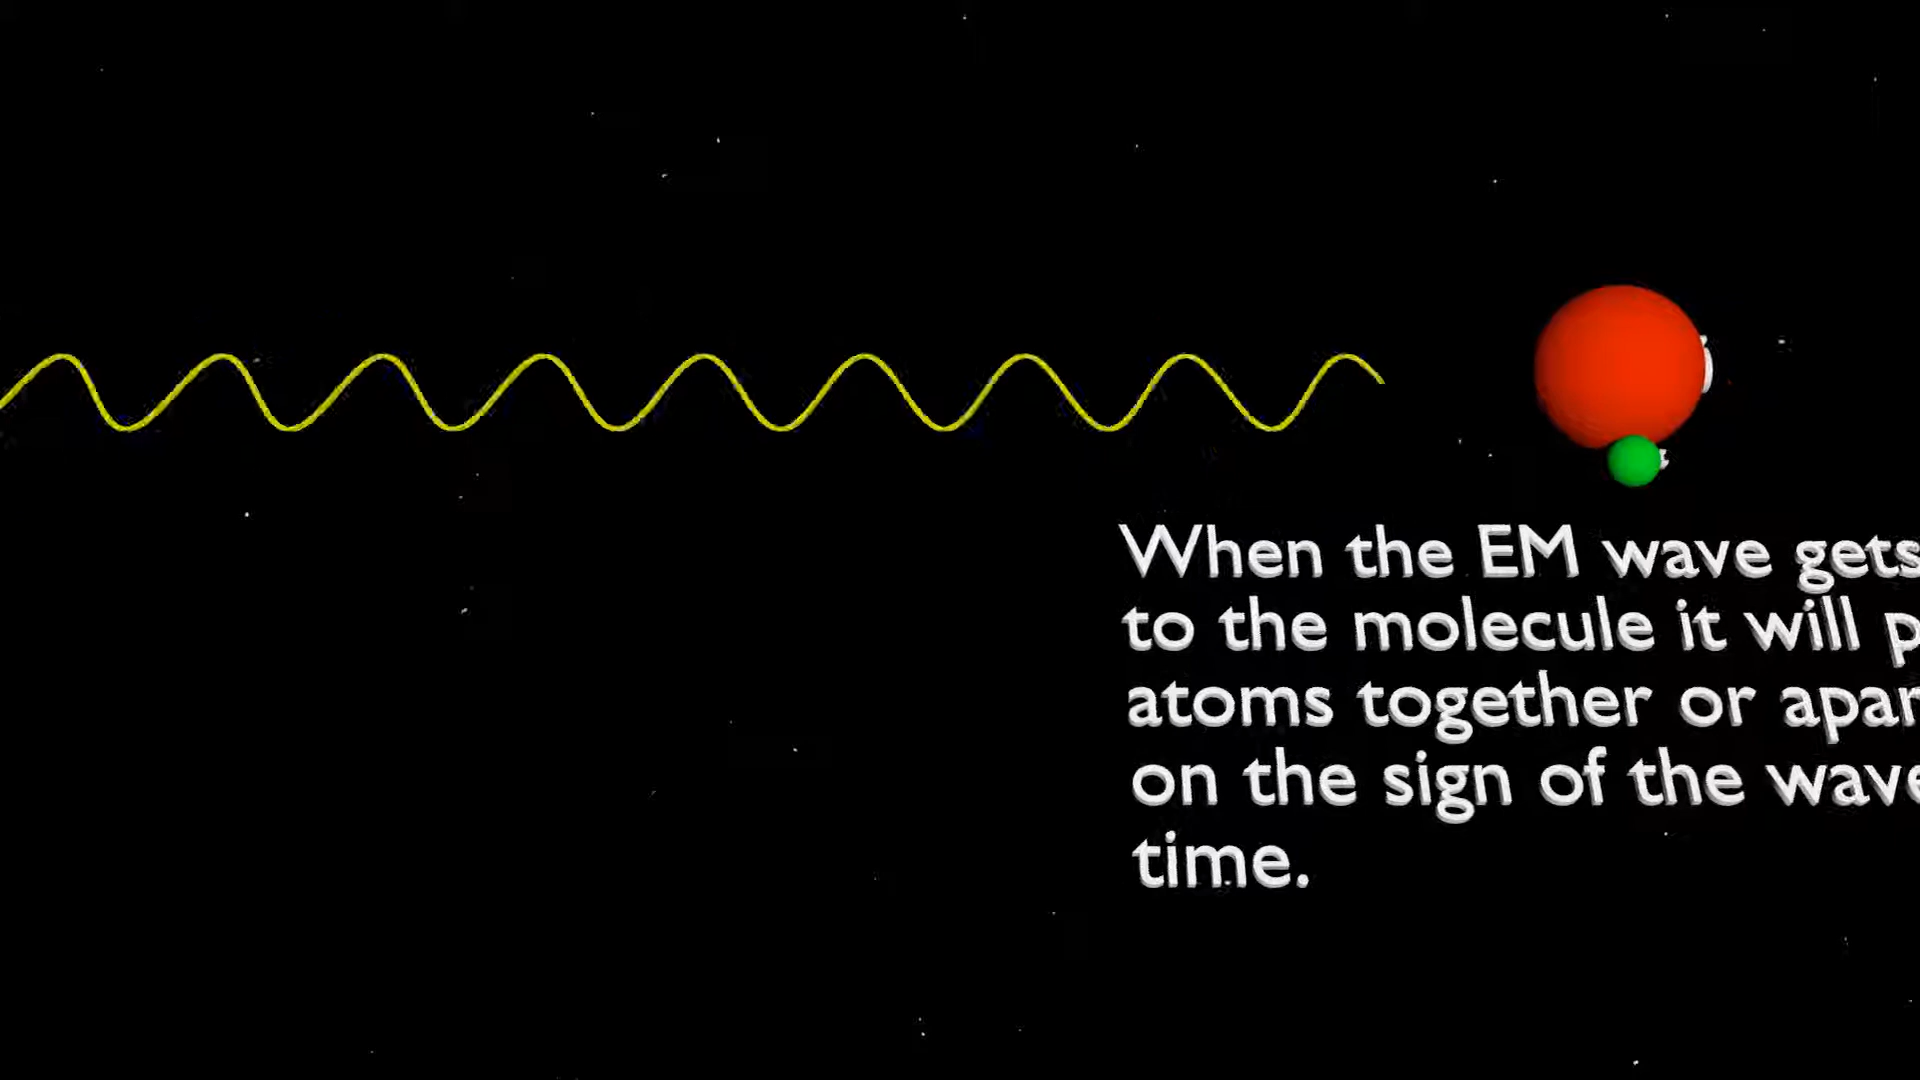 When the EM wave gets
to the molecule it will
atoms together or
on the sign of the wave
time.